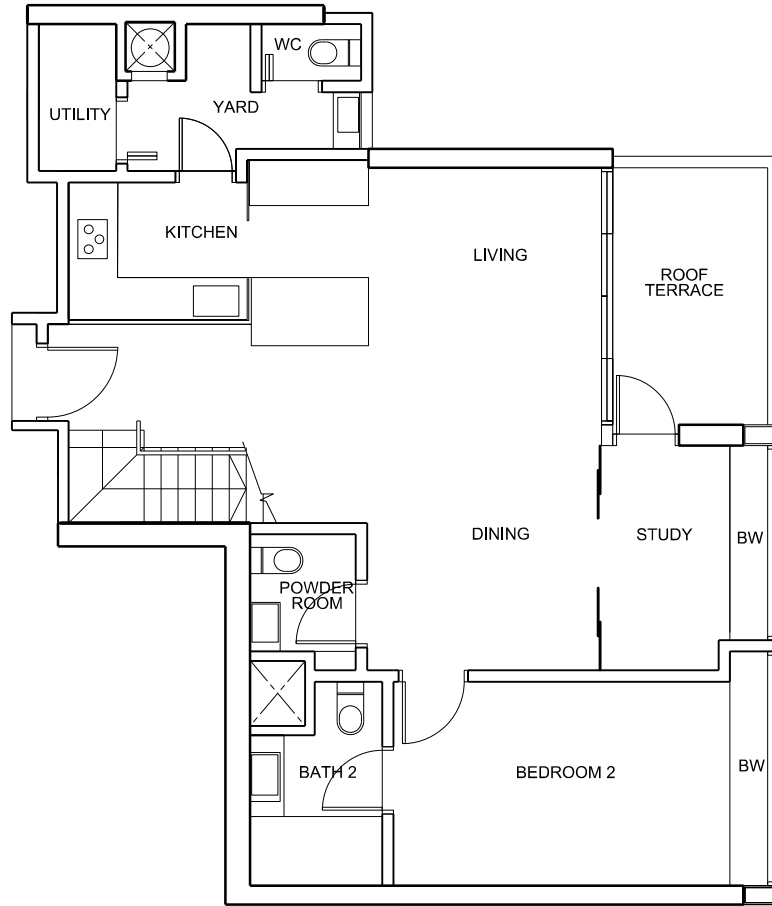 WC
UTILITY
YARD
KITCHEN
LIVING
ROOF
TERRACE
DINING
STUDY
BW
POWDER
ROOM
BATH 2
BEDROOM 2
BW